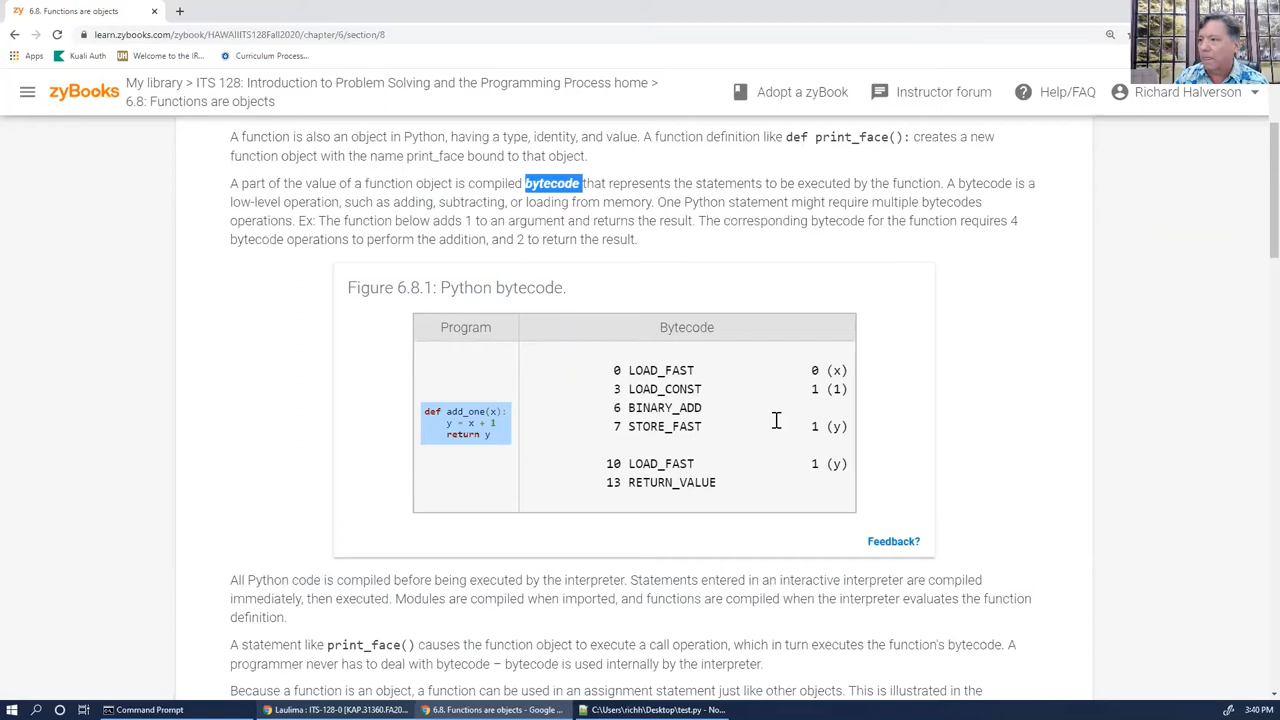 zy 6.8. Functions are objects
learn.zybooks.com/zybook/HAWAIIITS128Fall2020/chapter/6/section/8
Apps Kuali Auth UH Welcome to the IR... Curriculum Process...
zyBooks
My library > ITS 128: Introduction to Problem Solving and the Programming Process home >
6.8: Functions are objects
Adopt a zyBook Instructor forum Help/FAQ Richard Halverson
A function is also an object in Python, having a type, identity, and value. A function definition like def print_face(): creates a new
function object with the name print_face bound to that object.
A part of the value of a function object is compiled bytecode that represents the statements to be executed by the function. A bytecode is a
low-level operation, such as adding, subtracting, or loading from memory. One Python statement might require multiple bytecodes
operations. Ex: The function below adds 1 to an argument and returns the result. The corresponding bytecode for the function requires 4
bytecode operations to perform the addition, and 2 to return the result.
Figure 6.8.1: Python bytecode.
Program Bytecode
def add_one(x):
y = x + 1
return y
0 LOAD_FAST 0 (x)
3 LOAD_CONST 1 (1)
6 BINARY_ADD
7 STORE_FAST 1 (y)
10 LOAD_FAST 1 (y)
13 RETURN_VALUE
Feedback?
All Python code is compiled before being executed by the interpreter. Statements entered in an interactive interpreter are compiled
immediately, then executed. Modules are compiled when imported, and functions are compiled when the interpreter evaluates the function
definition.
A statement like print_face() causes the function object to execute a call operation, which in turn executes the function's bytecode. A
programmer never has to deal with bytecode – bytecode is used internally by the interpreter.
Because a function is an object, a function can be used in an assignment statement just like other objects. This is illustrated in the
Command Prompt Laulima : ITS-128-0 [KAP.31360.FA20... 6.8. Functions are objects - Google ... C:\Users\richh\Desktop\test.py - No... 3:40 PM